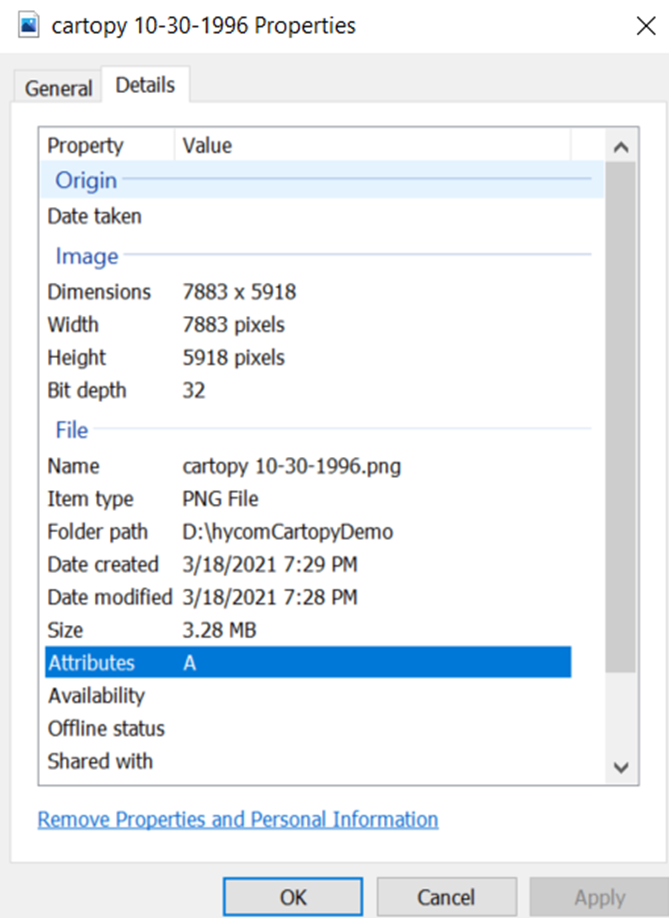 cartopy 10-30-1996 Properties
General
Details
Property Value
Origin
Date taken
Image
Dimensions 7883 x 5918
Width 7883 pixels
Height 5918 pixels
Bit depth 32
File
Name cartopy 10-30-1996.png
Item type PNG File
Folder path D:\hycomCartopyDemo
Date created 3/18/2021 7:29 PM
Date modified 3/18/2021 7:28 PM
Size 3.28 MB
Attributes A
Availability
Offline status
Shared with
Remove Properties and Personal Information
OK Cancel Apply